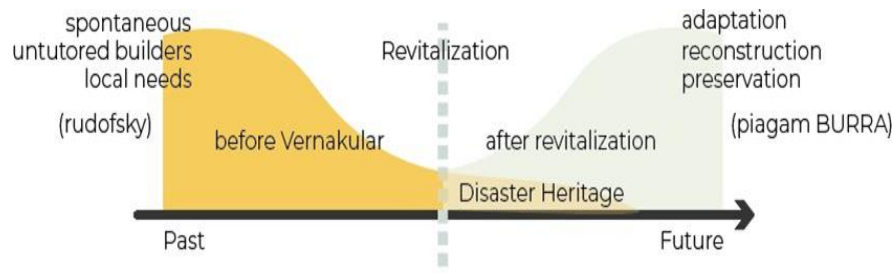 spontaneous
untutored builders
local needs
(rudofsky)
before Vernakular
Revitalization
after revitalization
Disaster Heritage
adaptation
reconstruction
preservation
(piagam BURRA)
Past
Future